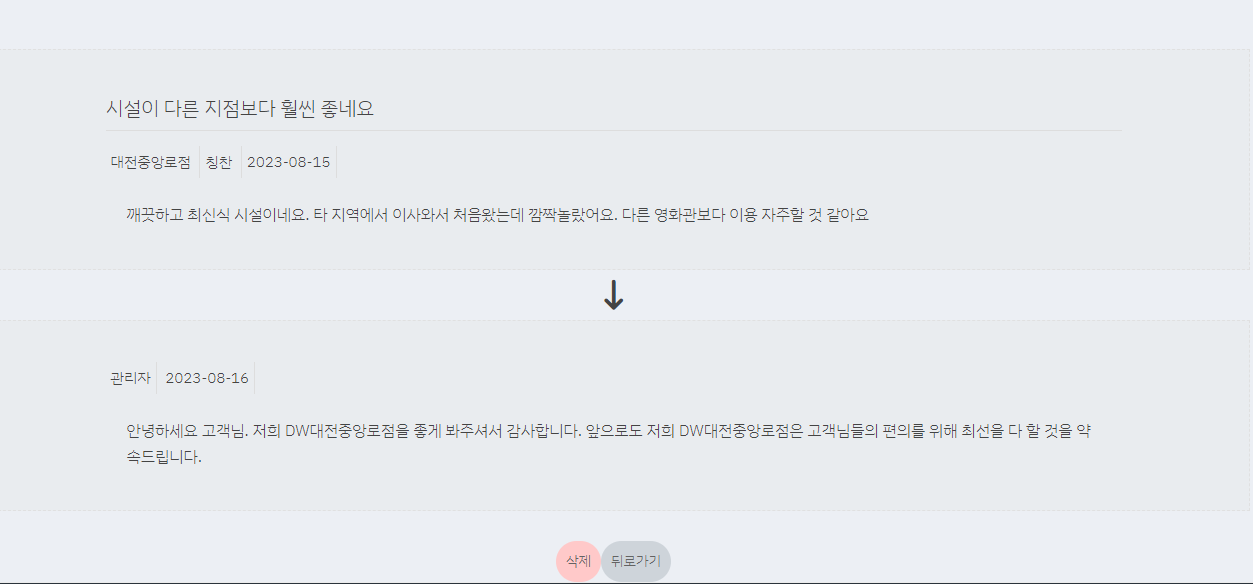 시설이 다른 지점보다 훨씬 좋네요
대전중앙로점 칭찬 2023-08-15
깨끗하고 최신식 시설이네요. 타 지역에서 이사와서 처음왔는데 깜짝놀랐어요. 다른 영화관보다 이용 자주할 것 같아요
관리자 2023-08-16
안녕하세요 고객님. 저희 DW대전중앙로점을 좋게 봐주셔서 감사합니다. 앞으로도 저희 DW대전중앙로점은 고객님들의 편의를 위해 최선을 다 할 것을 약
속드립니다.
삭제 뒤로가기